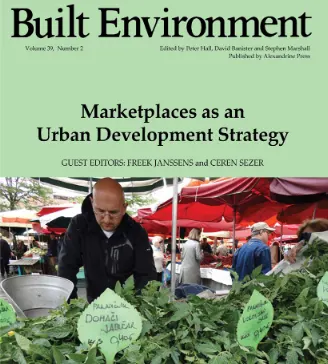 Built Environment
Volume 39, Number 2
Edited by Peter Hall, David Banister and Stephen Marshall
Published by Alexandrine Press
Marketplaces as an
Urban Development Strategy
GUEST EDITORS: FREEK JANSSENS and CEREN SEZER
DOMAĆI